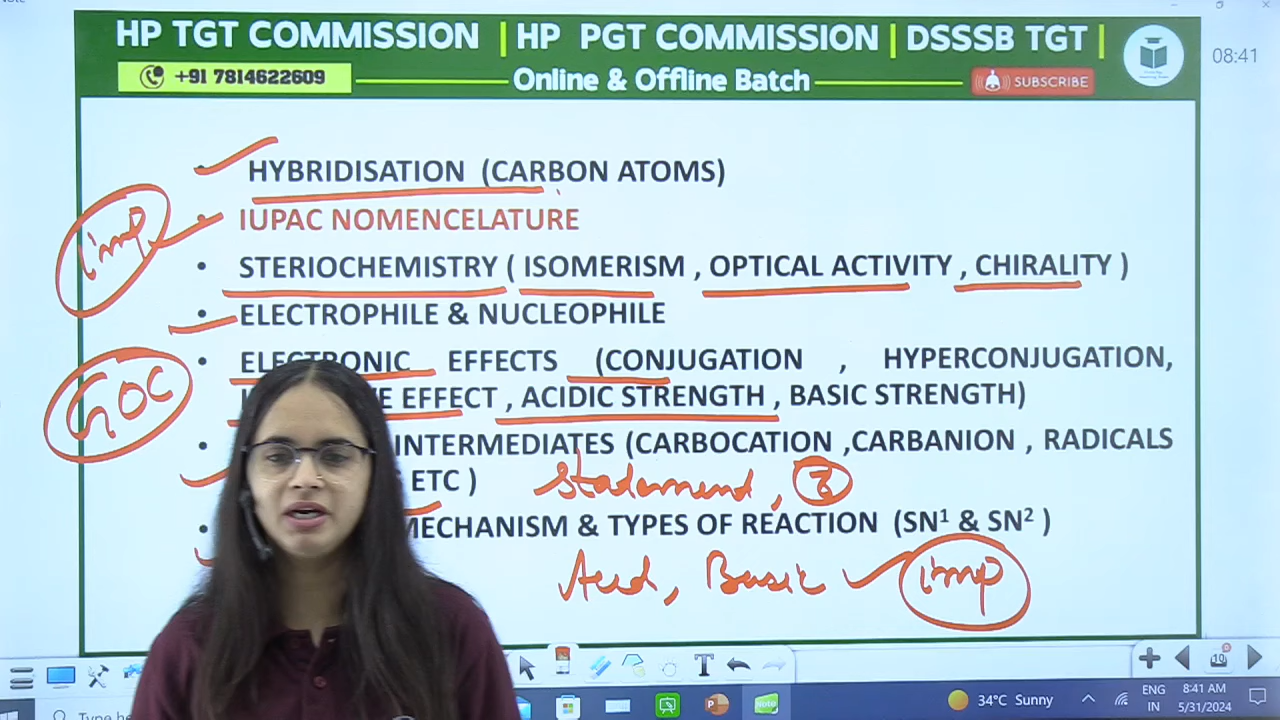 HP TGT COMMISSION | HP PGT COMMISSION | DSSSB TGT |
+91 7814622609
Online & Offline Batch
SUBSCRIBE
08:41
HYBRIDISATION (CARBON ATOMS)
imp
• IUPAC NOMENCELATURE
• STERIOCHEMISTRY ( ISOMERISM , OPTICAL ACTIVITY , CHIRALITY )
• ELECTROPHILE & NUCLEOPHILE
• ELECTRONIC EFFECTS (CONJUGATION , HYPERCONJUGATION,
GOC
EFFECT , ACIDIC STRENGTH , BASIC STRENGTH)
INTERMEDIATES (CARBOCATION ,CARBANION , RADICALS
ETC )
MECHANISM & TYPES OF REACTION (SN¹ & SN² )
Basic imp
10
34°C Sunny
ENG
IN
8:41 AM
5/31/2024